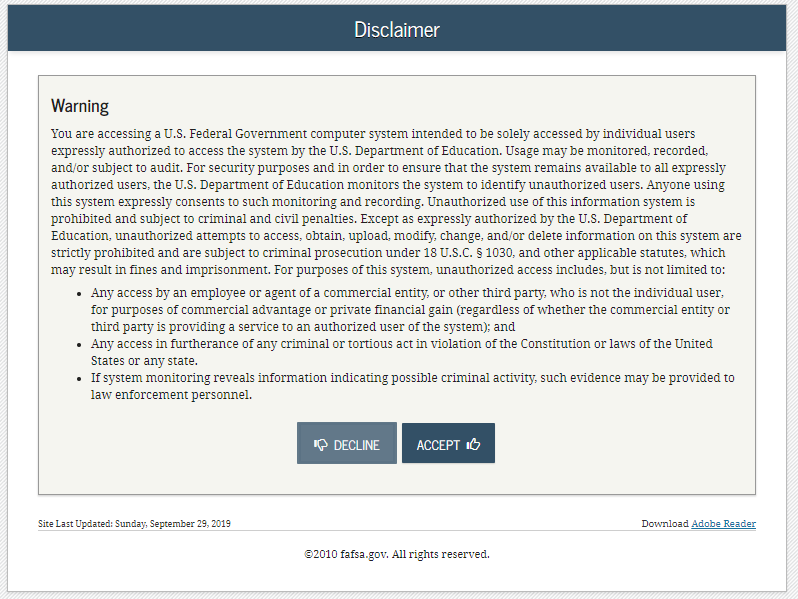 Disclaimer
Warning
You are accessing a U.S. Federal Government computer system intended to be solely accessed by individual users
expressly authorized to access the system by the U.S. Department of Education. Usage may be monitored, recorded,
and/or subject to audit. For security purposes and in order to ensure that the system remains available to all expressly
authorized users, the U.S. Department of Education monitors the system to identify unauthorized users. Anyone using
this system expressly consents to such monitoring and recording. Unauthorized use of this information system is
prohibited and subject to criminal and civil penalties. Except as expressly authorized by the U.S. Department of
Education, unauthorized attempts to access, obtain, upload, modify, change, and/or delete information on this system are
strictly prohibited and are subject to criminal prosecution under 18 U.S.C. § 1030, and other applicable statutes, which
may result in fines and imprisonment. For purposes of this system, unauthorized access includes, but is not limited to:
• Any access by an employee or agent of a commercial entity, or other third party, who is not the individual user,
for purposes of commercial advantage or private financial gain (regardless of whether the commercial entity or
third party is providing a service to an authorized user of the system); and
• Any access in furtherance of any criminal or tortious act in violation of the Constitution or laws of the United
States or any state.
• If system monitoring reveals information indicating possible criminal activity, such evidence may be provided to
law enforcement personnel.
DECLINE ACCEPT
Site Last Updated: Sunday, September 29, 2019 Download Adobe Reader
©2010 fafsa.gov. All rights reserved.